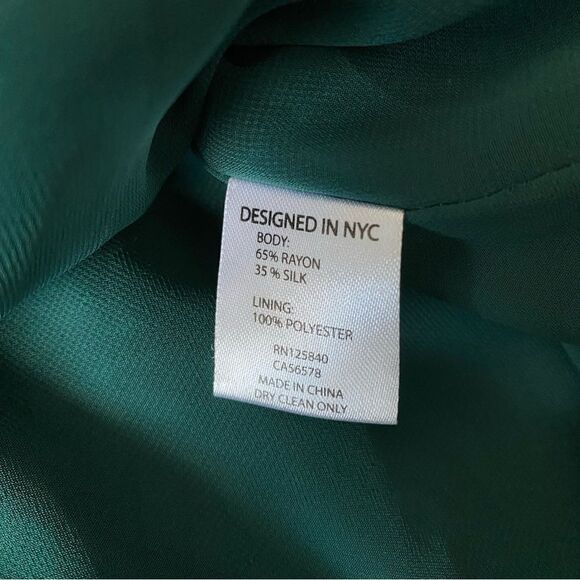 DESIGNED IN NYC
BODY:
65% RAYON
35 % SILK
LINING:
100% POLYESTER
RN125840
CA56578
MADE IN CHINA
DRY CLEAN ONLY